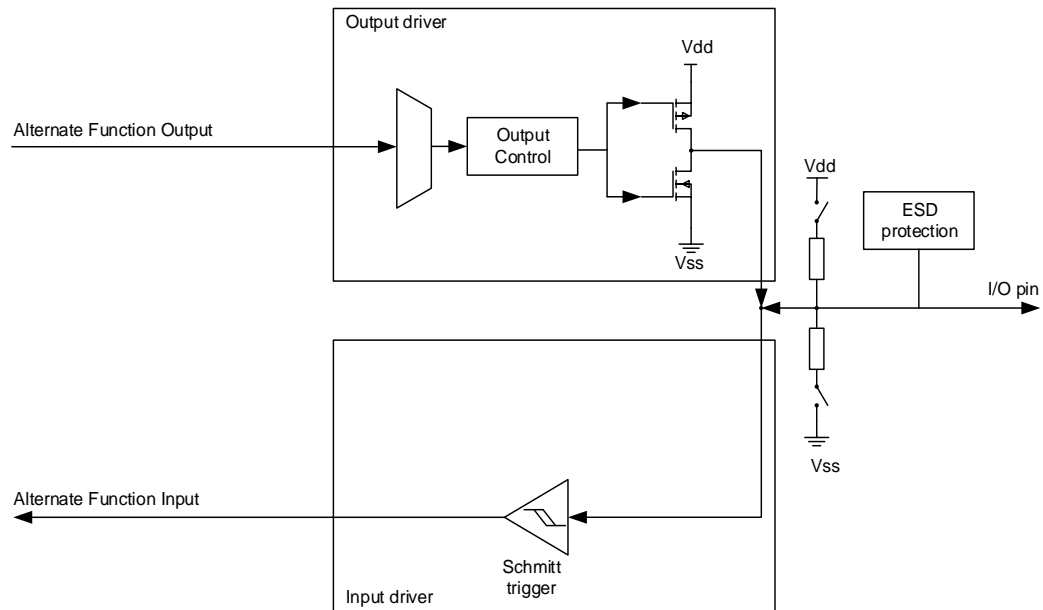 Output driver
Vdd
Alternate Function Output
Output
Control
Vss
Vdd
ESD
protection
I/O pin
Vss
Alternate Function Input
Schmitt
trigger
Input driver